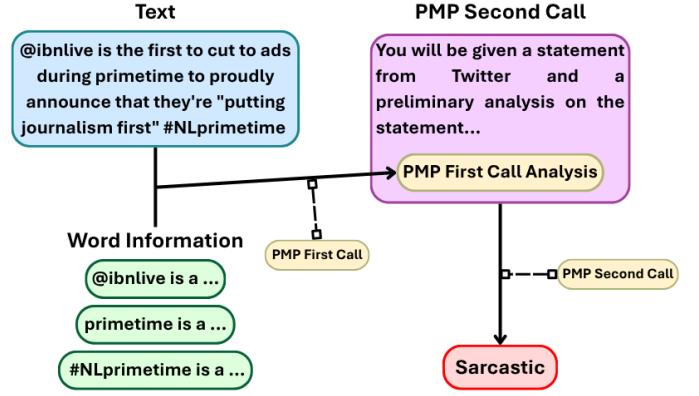 Text
@ibnlive is the first to cut to ads
during primetime to proudly
announce that they're "putting
journalism first" #NLprimetime
PMP Second Call
You will be given a statement
from Twitter and a
preliminary analysis on the
statement...
PMP First Call Analysis
PMP First Call
Word Information
@ibnlive is a ...
primetime is a ...
#NLprimetime is a ...
PMP Second Call
Sarcastic